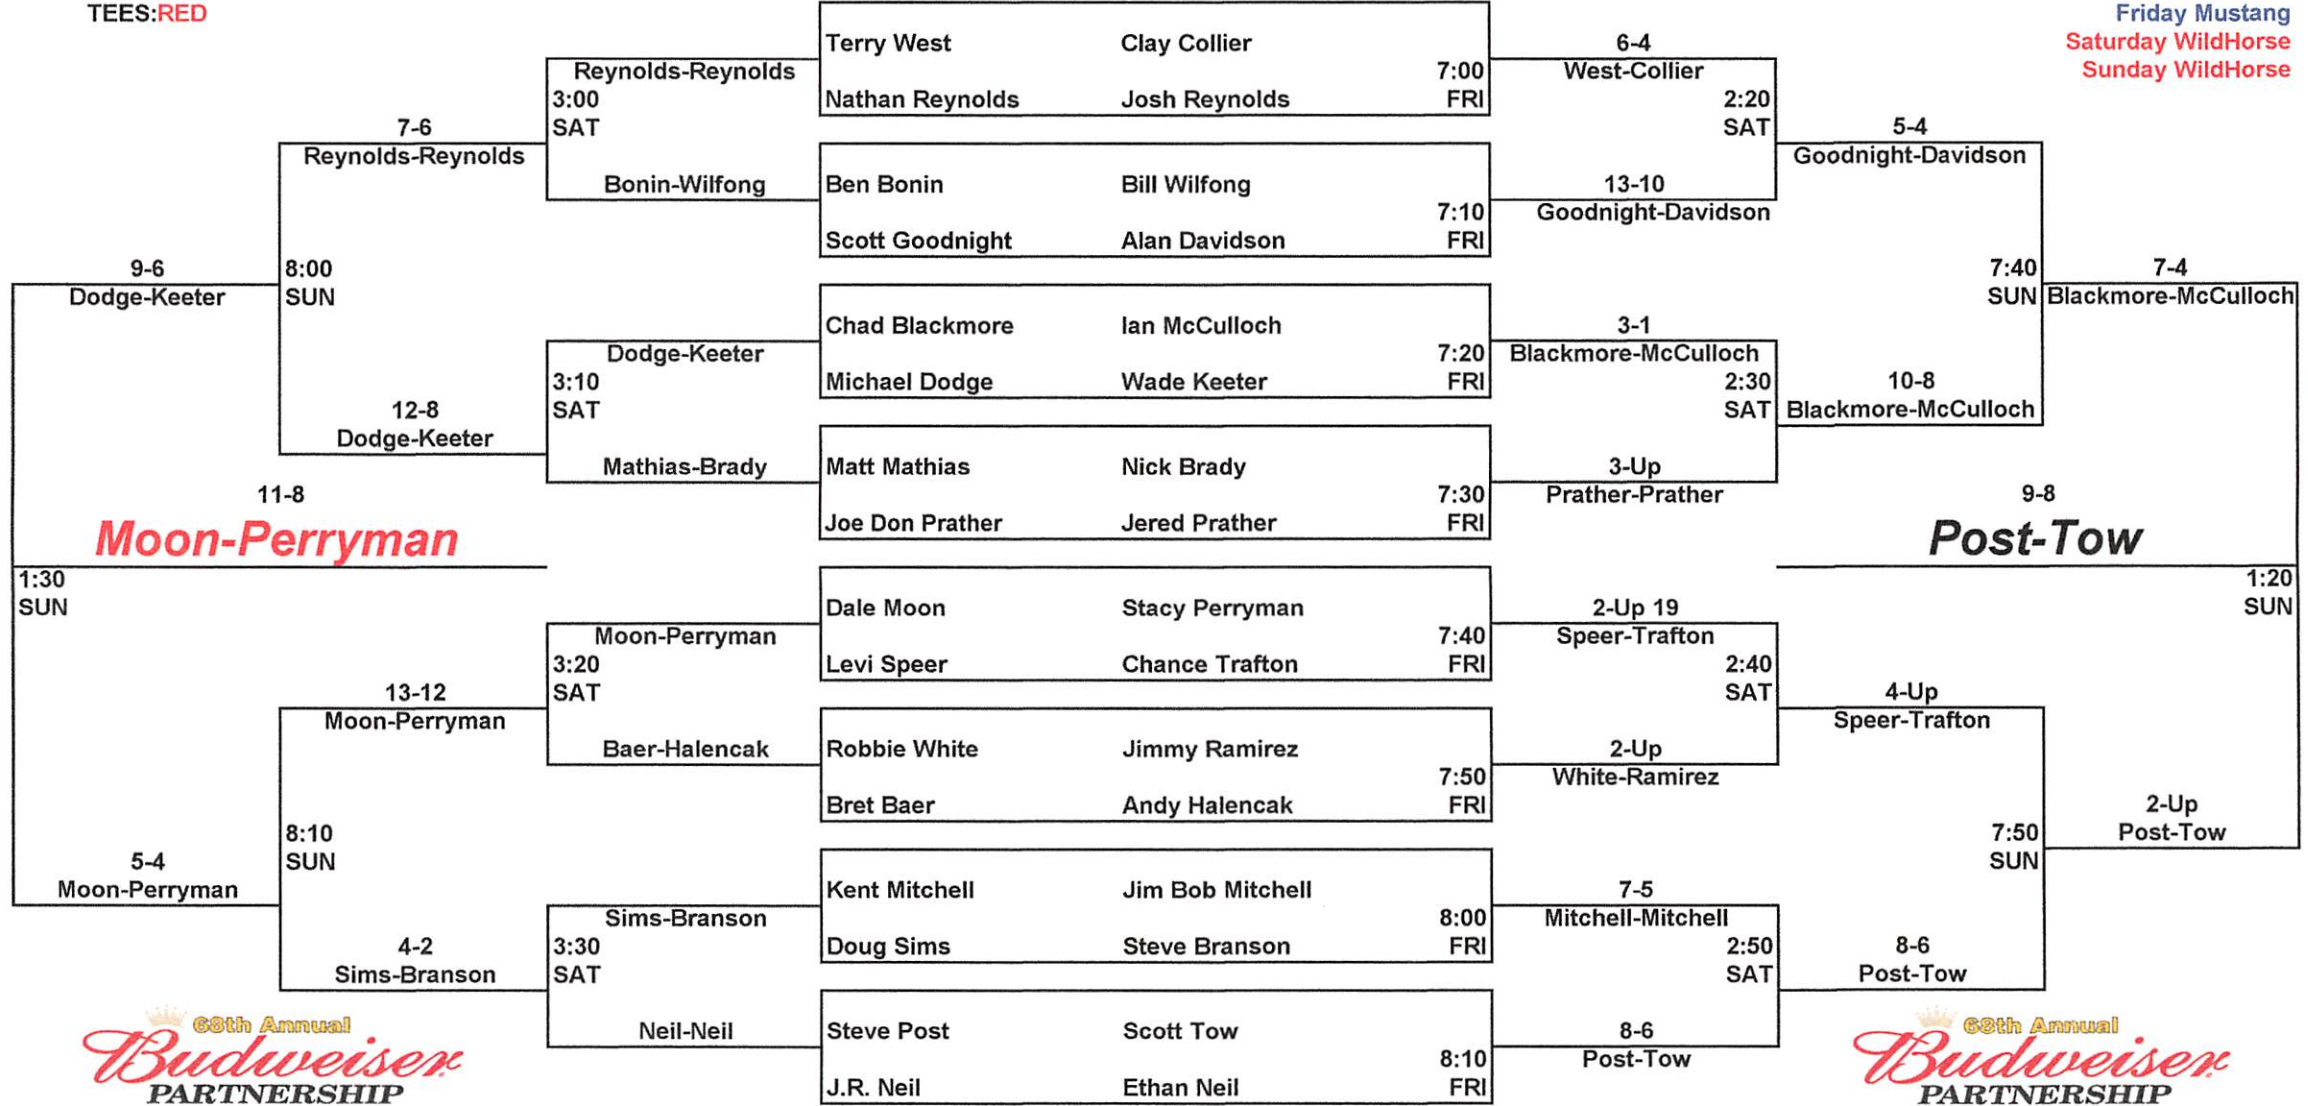 TEES:RED
Friday Mustang
Saturday WildHorse
Sunday WildHorse
Terry West Clay Collier
7:00
Nathan Reynolds Josh Reynolds FRI
Ben Bonin Bill Wilfong
7:10
Scott Goodnight Alan Davidson FRI
Chad Blackmore Ian McCulloch
7:20
Michael Dodge Wade Keeter FRI
Matt Mathias Nick Brady
7:30
Joe Don Prather Jered Prather FRI
Dale Moon Stacy Perryman
7:40
Levi Speer Chance Trafton FRI
Robbie White Jimmy Ramirez
7:50
Bret Baer Andy Halencak FRI
Kent Mitchell Jim Bob Mitchell
8:00
Doug Sims Steve Branson FRI
Steve Post Scott Tow
8:10
J.R. Neil Ethan Neil FRI
Reynolds-Reynolds
3:00
SAT
Bonin-Wilfong
Dodge-Keeter
3:10
SAT
Mathias-Brady
Moon-Perryman
3:20
SAT
Baer-Halencak
Sims-Branson
3:30
SAT
Neil-Neil
7-6
Reynolds-Reynolds
8:00
SUN
12-8
Dodge-Keeter
13-12
Moon-Perryman
8:10
SUN
4-2
Sims-Branson
9-6
Dodge-Keeter
5-4
Moon-Perryman
11-8
Moon-Perryman
1:30
SUN
6-4
West-Collier
2:20
SAT
13-10
Goodnight-Davidson
3-1
Blackmore-McCulloch
2:30
SAT
3-Up
Prather-Prather
2-Up 19
Speer-Trafton
2:40
SAT
2-Up
White-Ramirez
7-5
Mitchell-Mitchell
2:50
SAT
8-6
Post-Tow
5-4
Goodnight-Davidson
7:40
SUN
10-8
Blackmore-McCulloch
4-Up
Speer-Trafton
7:50
SUN
8-6
Post-Tow
7-4
Blackmore-McCulloch
2-Up
Post-Tow
9-8
Post-Tow
1:20
SUN
68th Annual
Budweiser
PARTNERSHIP
68th Annual
Budweiser
PARTNERSHIP